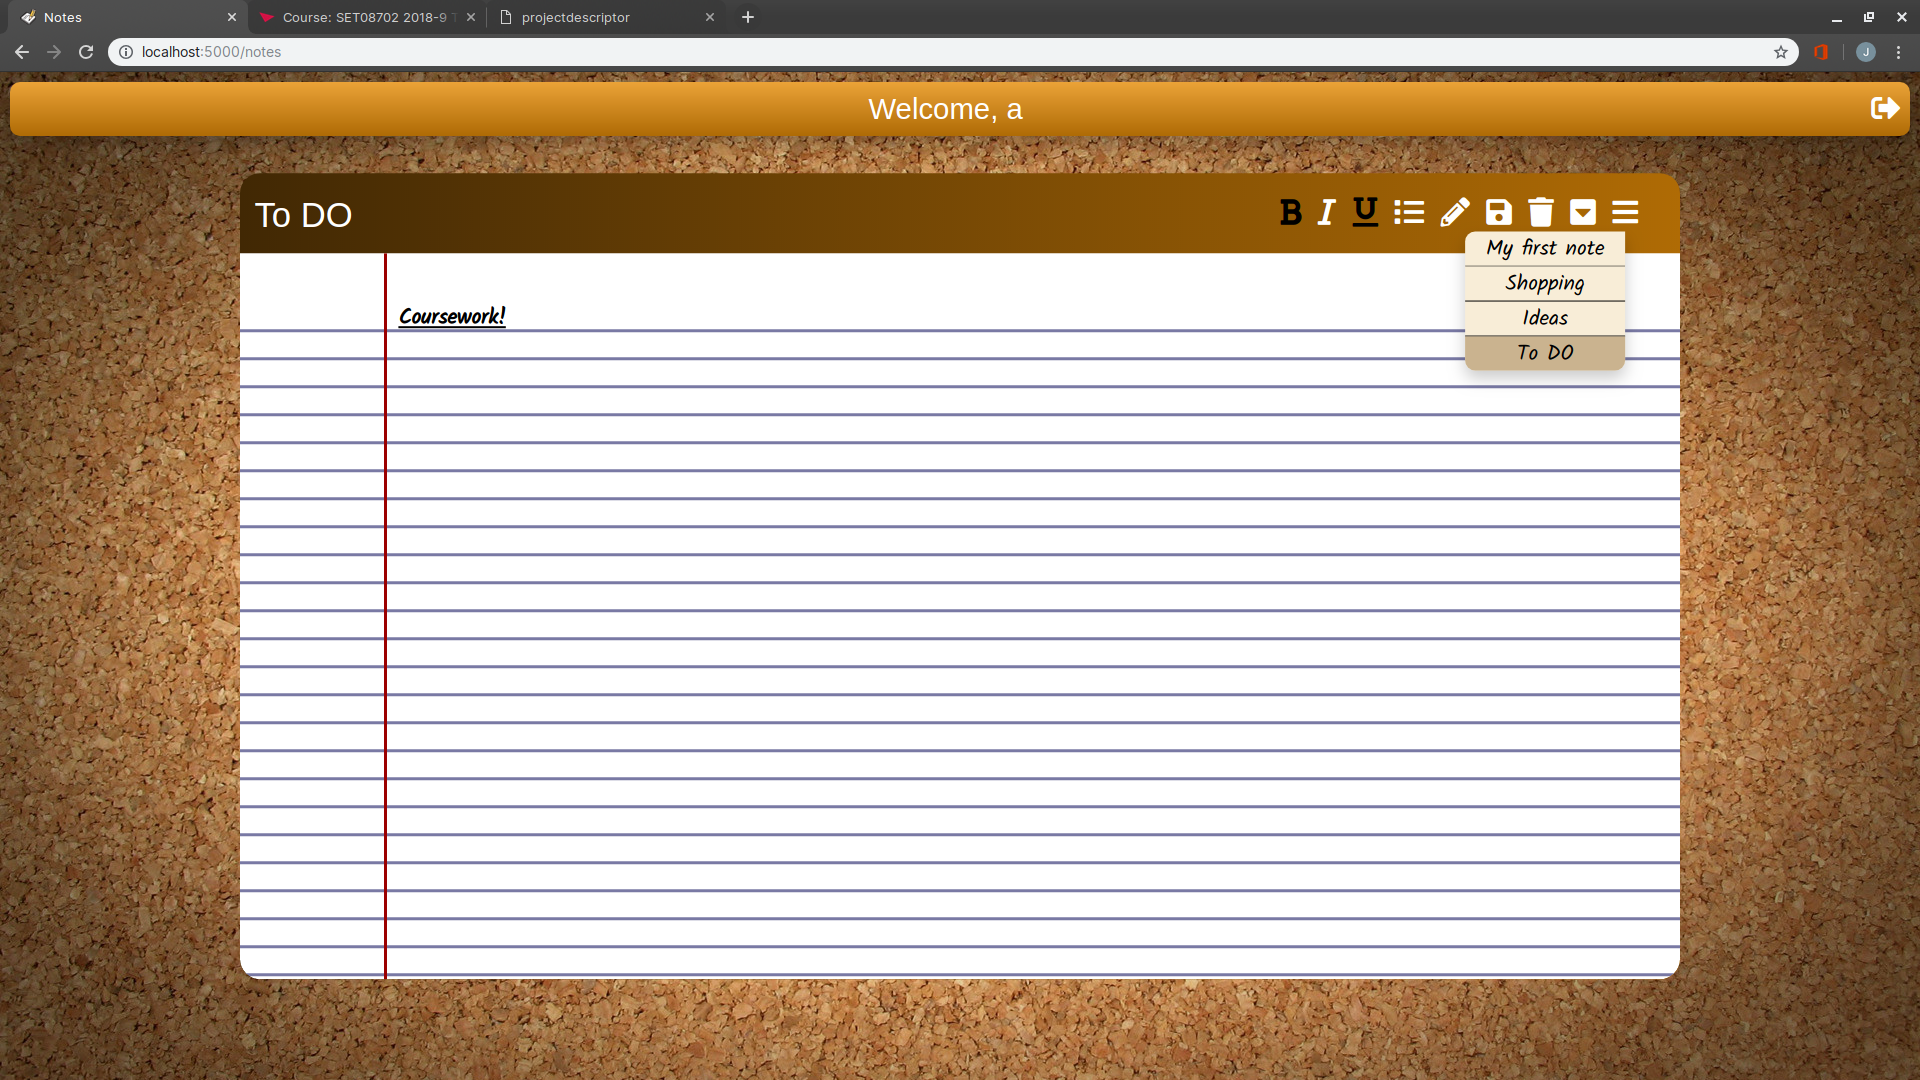 Notes
Course: SET08702 2018-9 T
projectdescriptor
localhost:5000/notes
J
Welcome, a
To DO
B I U
My first note
Shopping
Ideas
To DO
Coursework!